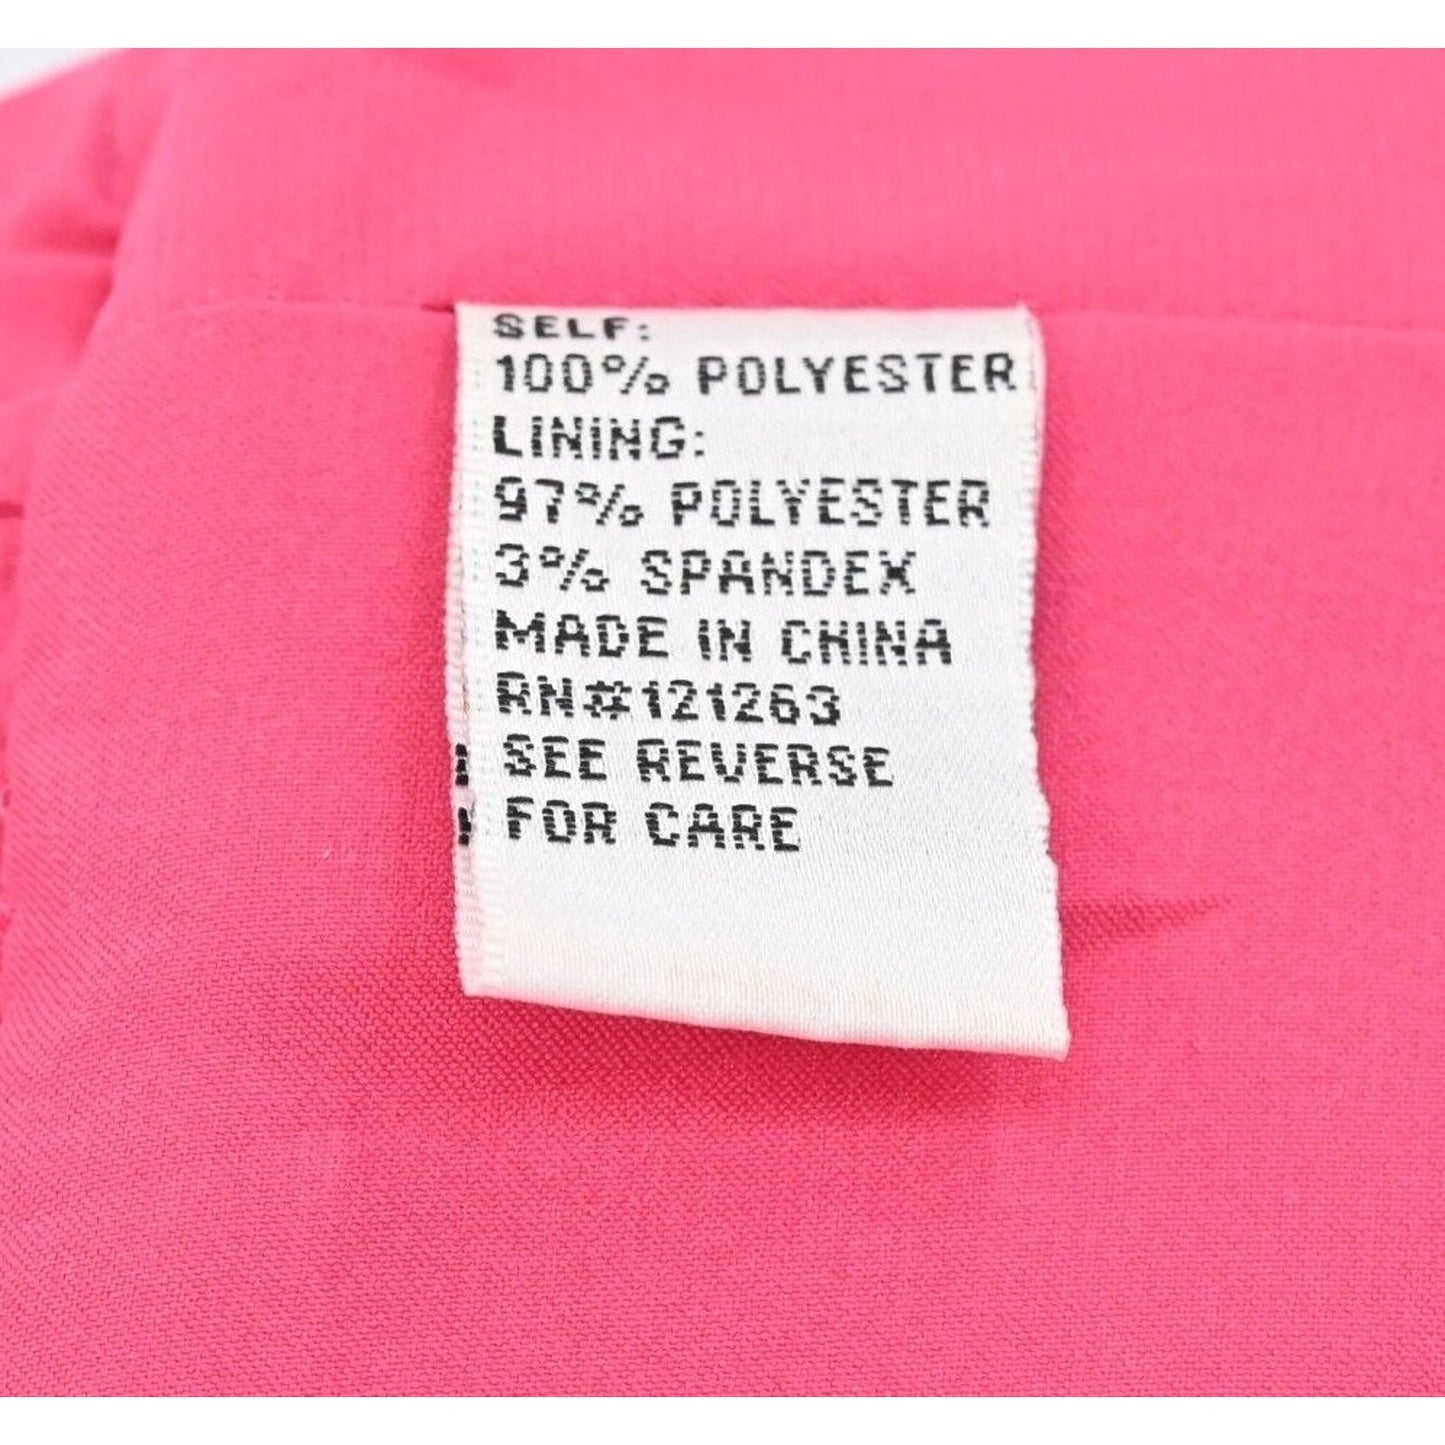 SELF:
100% POLYESTER
LINING:
97% POLYESTER
3% SPANDEX
MADE IN CHINA
RN#121263
SEE REVERSE
FOR CARE